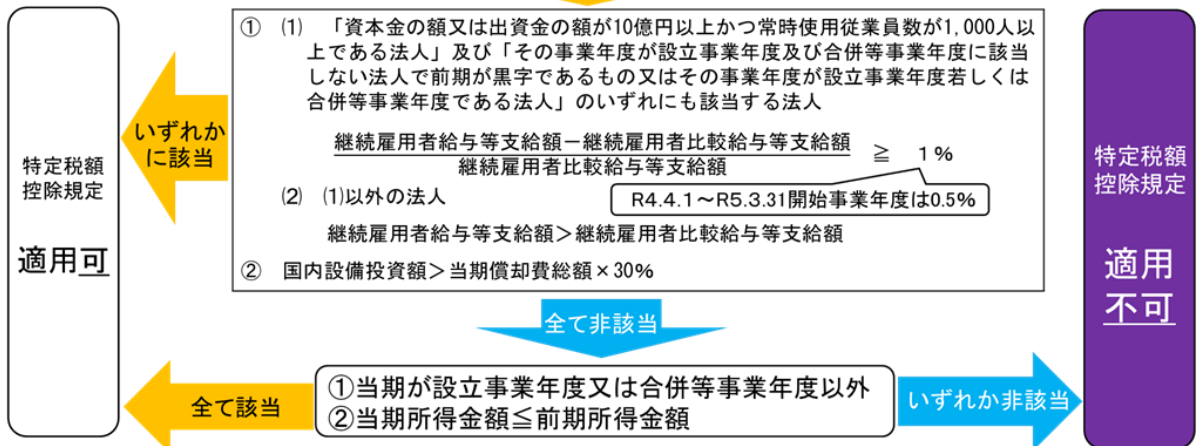 ① ⑴ 「資本金の額又は出資金の額が10億円以上かつ常時使用従業員数が1,000人以
上である法人」及び「その事業年度が設立事業年度及び合併等事業年度に該当
しない法人で前期が黒字であるもの又はその事業年度が設立事業年度若しくは
合併等事業年度である法人」のいずれにも該当する法人
継続雇用者給与等支給額－継続雇用者比較給与等支給額
継続雇用者比較給与等支給額
≧ 1％
⑵ ⑴以外の法人
R4.4.1～R5.3.31開始事業年度は0.5%
継続雇用者給与等支給額＞継続雇用者比較給与等支給額
② 国内設備投資額＞当期償却費総額×30%
いずれか
に該当
特定税額
控除規定
適用可
特定税額
控除規定
適用
不可
全て非該当
①当期が設立事業年度又は合併等事業年度以外
②当期所得金額≦前期所得金額
全て該当
いずれか非該当